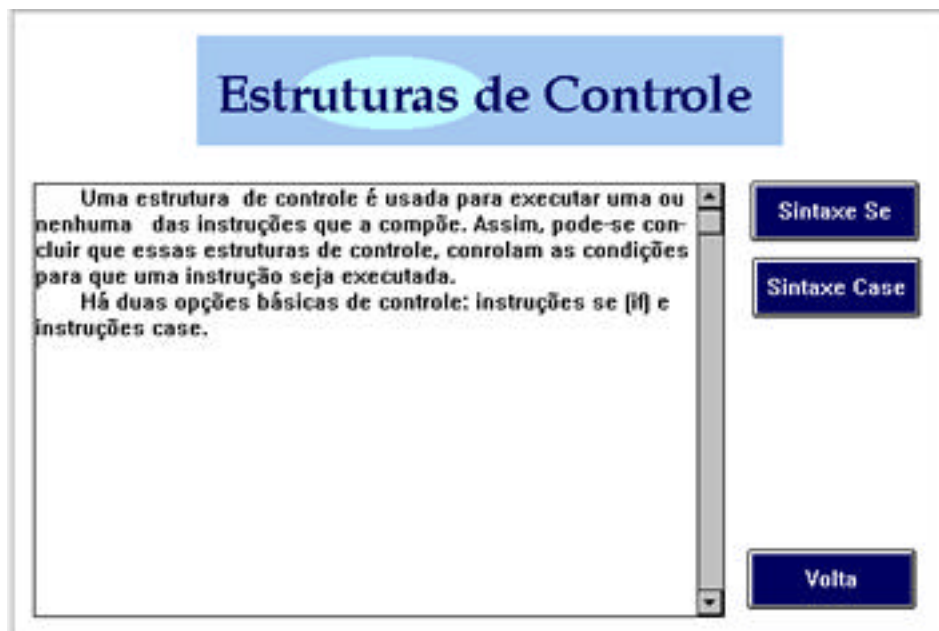 Estruturas de Controle
Uma estrutura de controle é usada para executar uma ou
nenhuma das instruções que a compõe. Assim, pode-se con-
cluir que essas estruturas de controle, conrolam as condições
para que uma instrução seja executada.
Há duas opções básicas de controle: instruções se (if) e
instruções case.
Sintaxe Se
Sintaxe Case
Volta